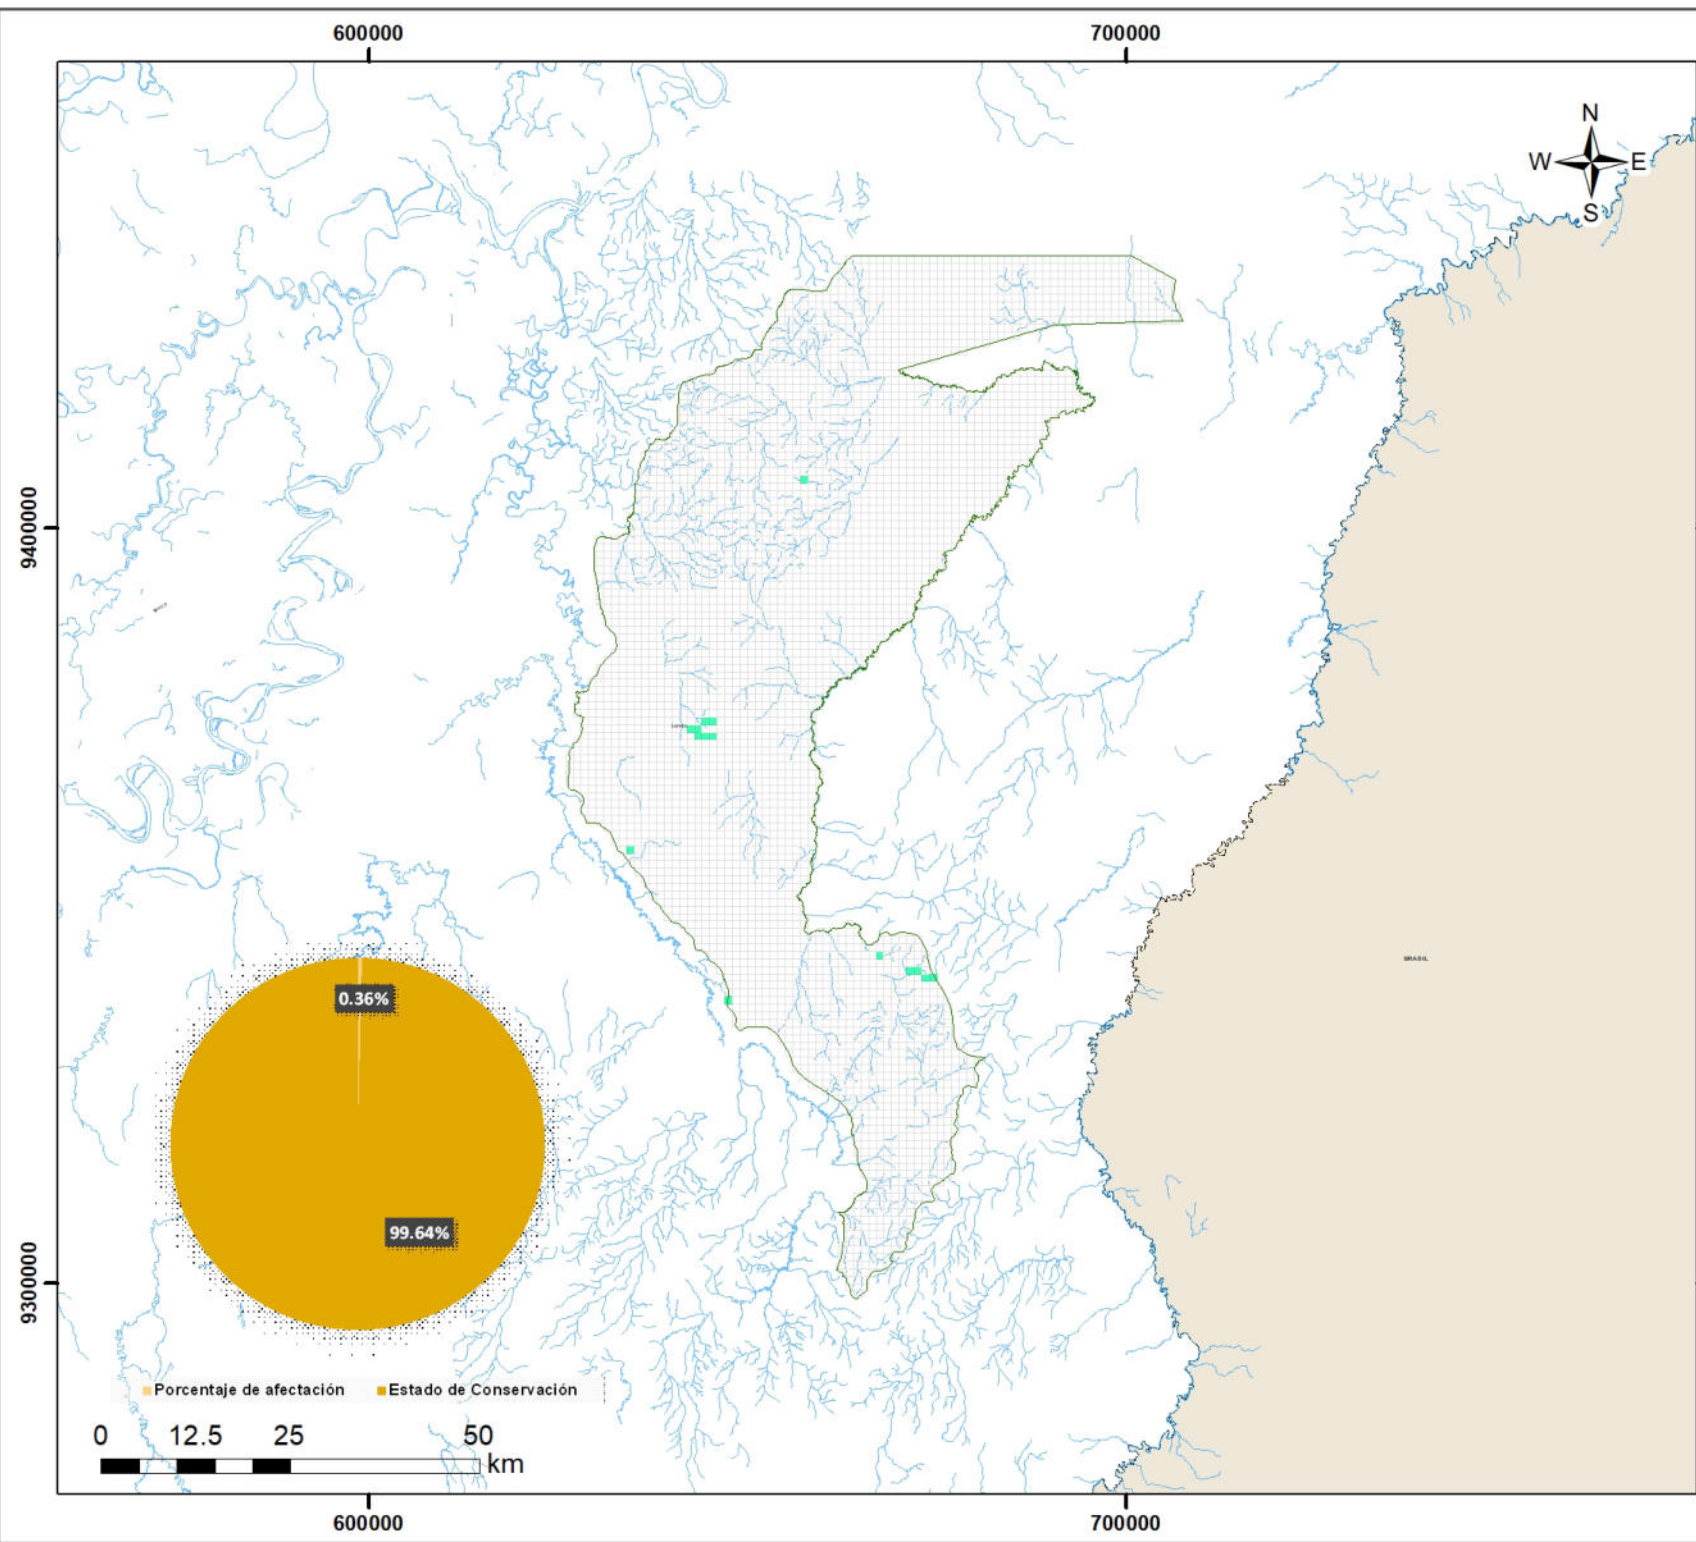 600000 700000
N
W E
S
9400000
BRASIL
0.36%
99.64%
9300000
Porcentaje de afectación Estado de Conservación
0 12.5 25 50
km
600000 700000